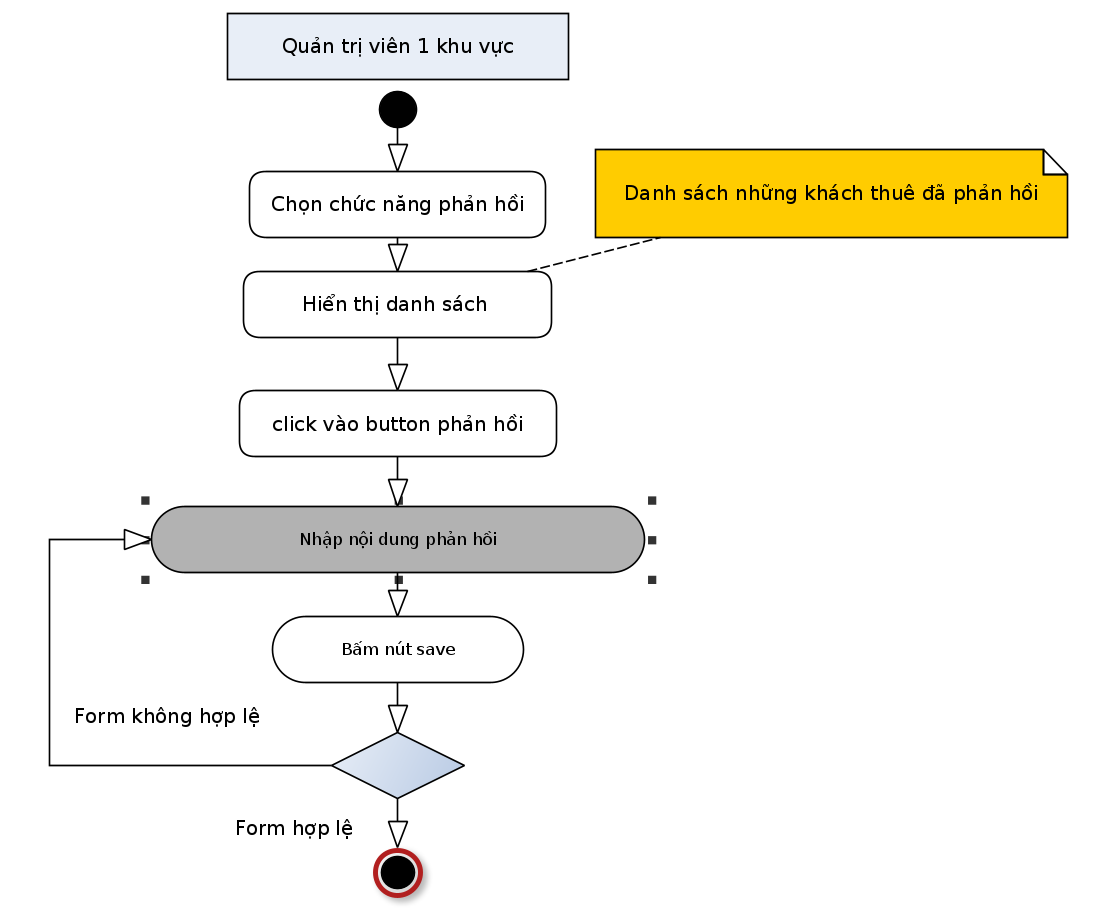 Quản trị viên 1 khu vực
Chọn chức năng phản hồi
Danh sách những khách thuê đã phản hồi
Hiển thị danh sách
click vào button phản hồi
Nhập nội dung phản hồi
Bấm nút save
Form không hợp lệ
Form hợp lệ